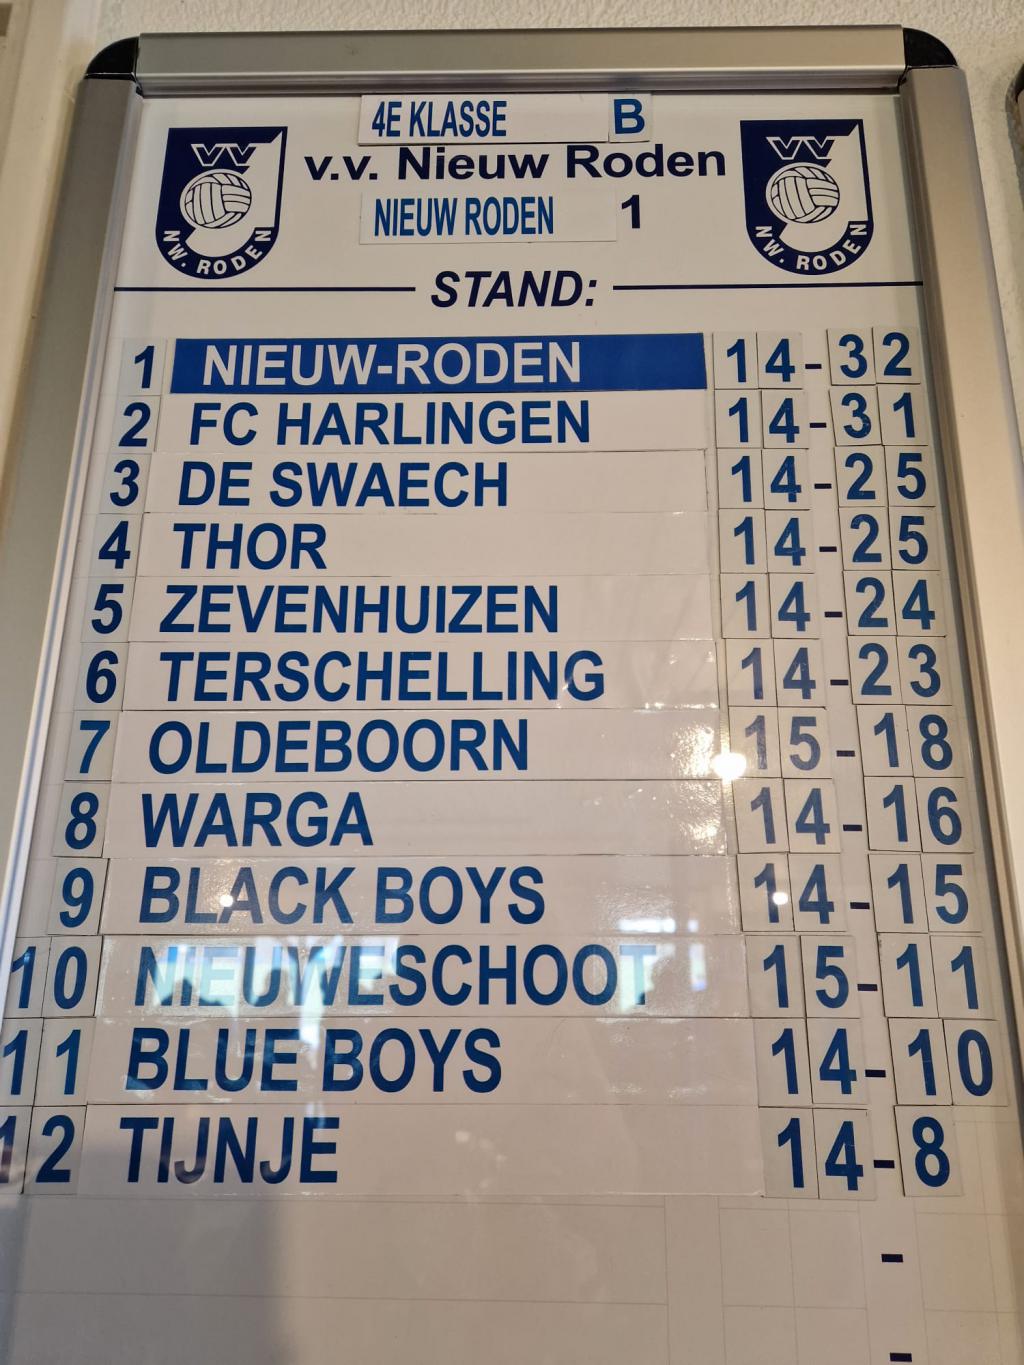 4E KLASSE B
v.v. Nieuw Roden
NIEUW RODEN 1
VV
NW. RODEN
VV
NW. RODEN
STAND:
1 NIEUW-RODEN 14-32
2 FC HARLINGEN 14-31
3 DE SWAECH 14-25
4 THOR 14-25
5 ZEVENHUIZEN 14-24
6 TERSCHELLING 14-23
7 OLDEBOORN 15-18
8 WARGA 14-16
9 BLACK BOYS 14-15
10 NIEUWESCHOOT 15-11
11 BLUE BOYS 14-10
12 TIJNJE 14-8
-
-